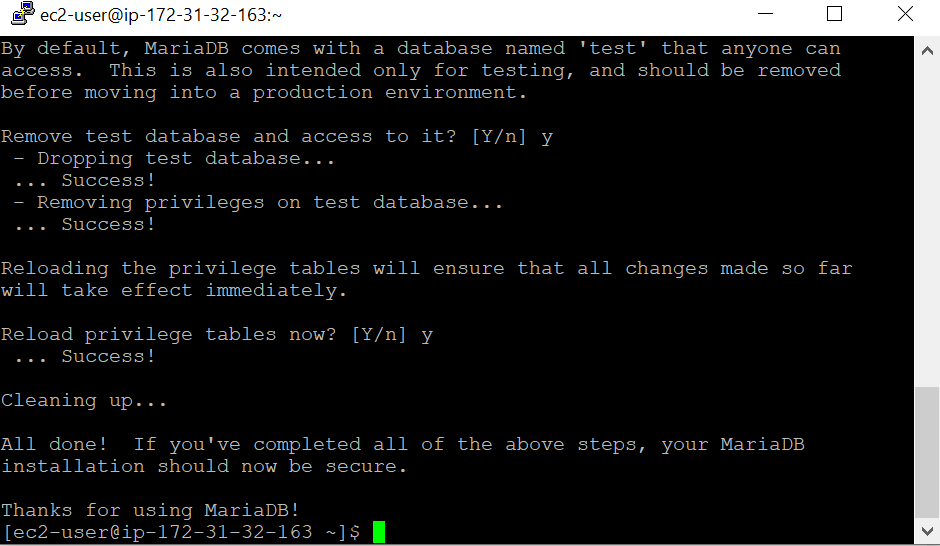 ec2-user@ip-172-31-32-163:~
By default, MariaDB comes with a database named 'test' that anyone can
access.  This is also intended only for testing, and should be removed
before moving into a production environment.
Remove test database and access to it? [Y/n] y
 - Dropping test database...
 ... Success!
 - Removing privileges on test database...
 ... Success!
Reloading the privilege tables will ensure that all changes made so far
will take effect immediately.
Reload privilege tables now? [Y/n] y
 ... Success!
Cleaning up...
All done!  If you've completed all of the above steps, your MariaDB
installation should now be secure.
Thanks for using MariaDB!
[ec2-user@ip-172-31-32-163 ~]$